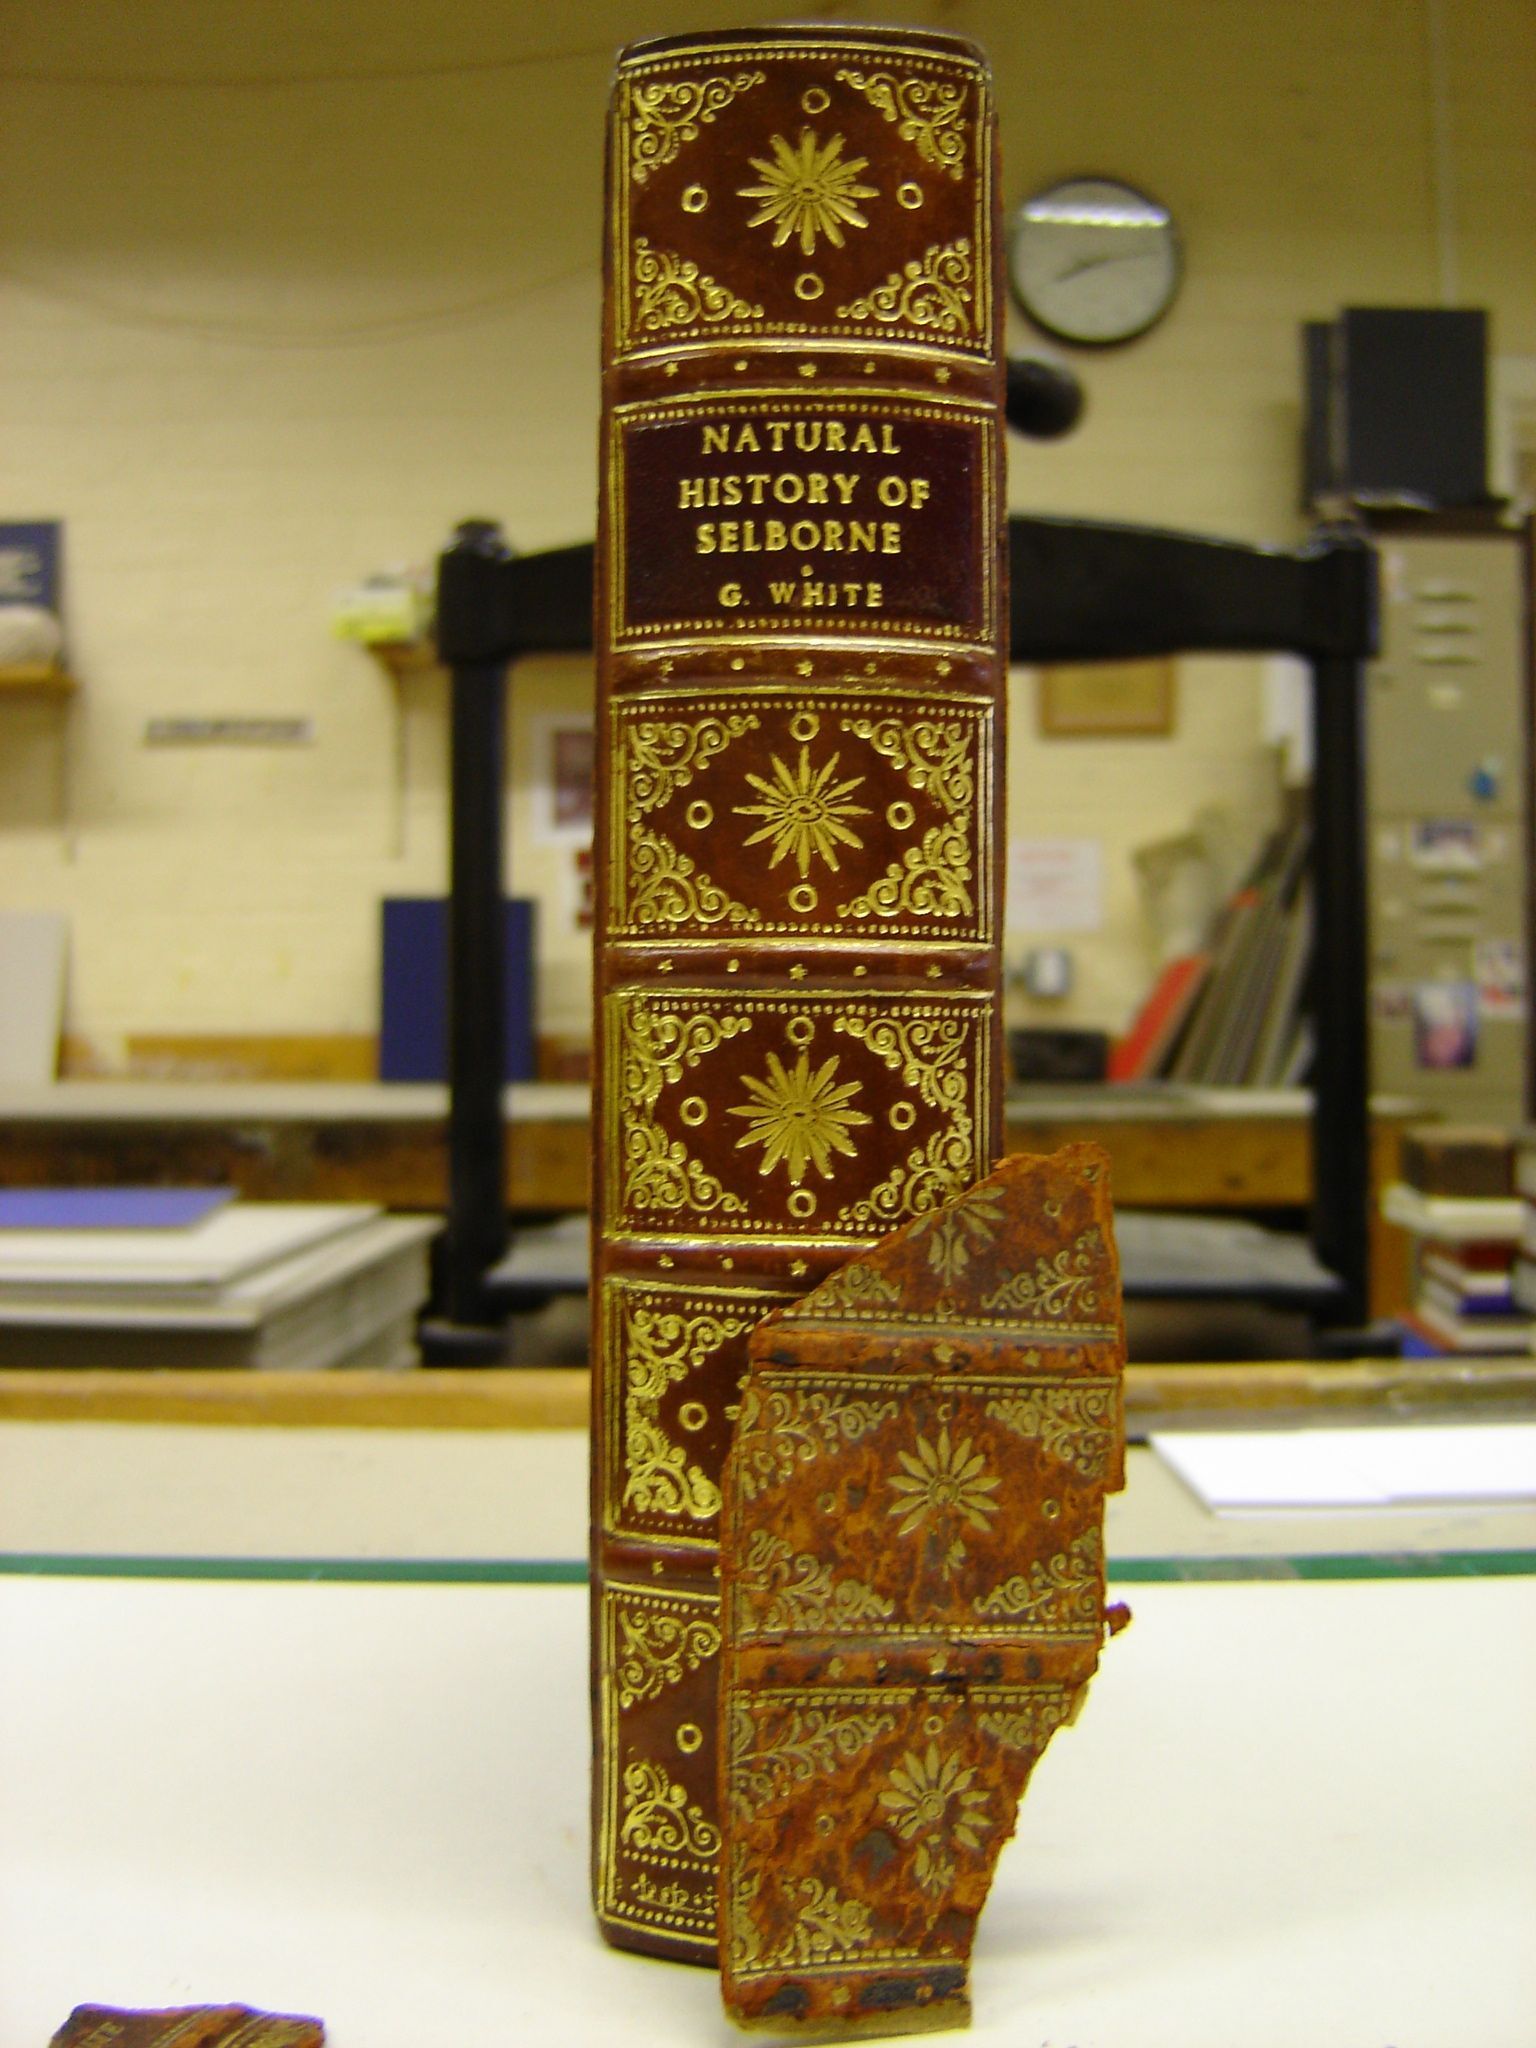 NATURAL
HISTORY OF
SELBORNE
G. WHITE